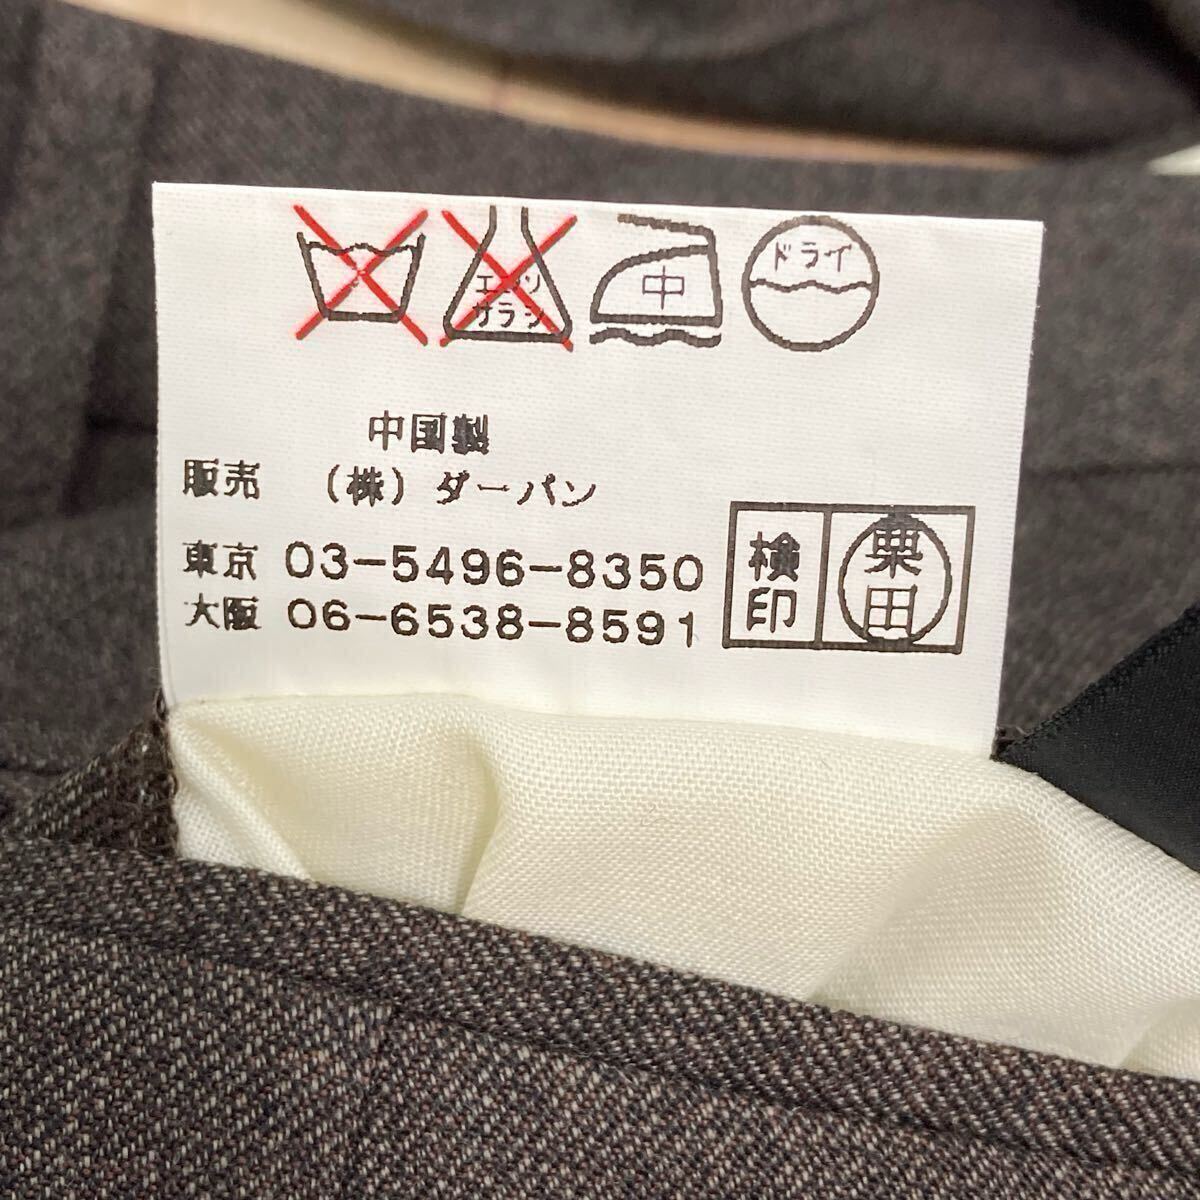 エンソ
サラシ
中
ドライ
中国製
販売 (株) ダーパン
東京 03-5496-8350
大阪 06-6538-8591
検印
栗田